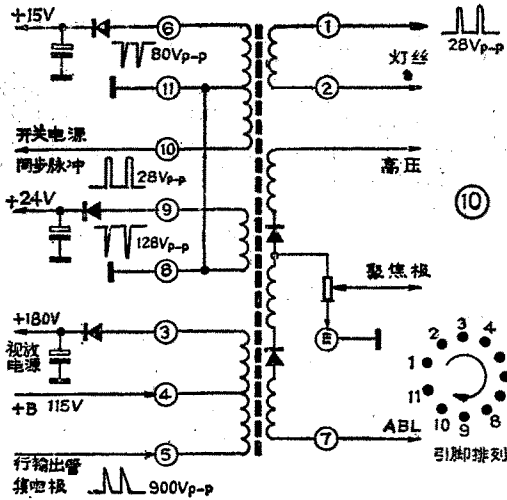 +15V
⑥
80Vp-p
⑪
开关电源
同步脉冲
⑩
28Vp-p
+24V
⑨
128Vp-p
⑧
+180V
视放
电源
③
+B 115V
④
行输出管
集电极
⑤
900Vp-p
①
28Vp-p
灯丝
②
高压
⑩
聚焦极
E
ABL
⑦
1
2
3
4
8
9
10
11
引脚排列